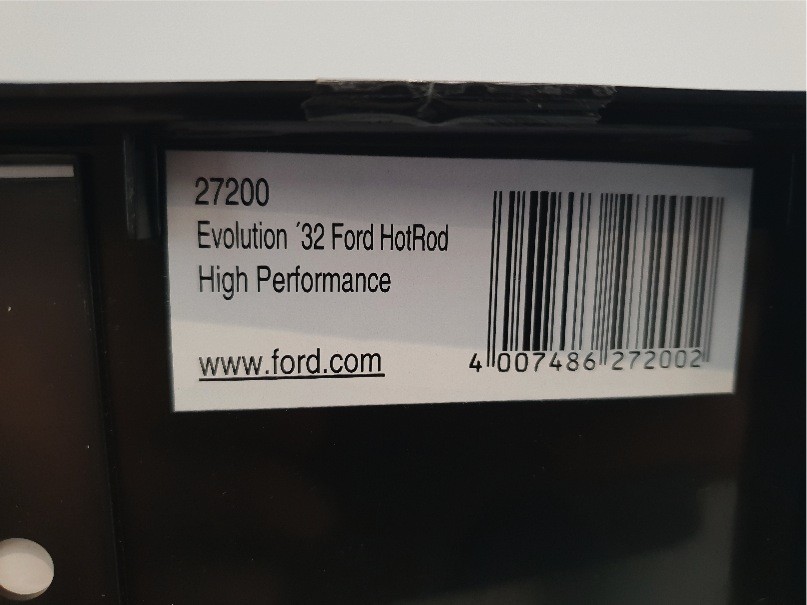 27200
Evolution ´32 Ford HotRod
High Performance
www.ford.com
4 007486 272002